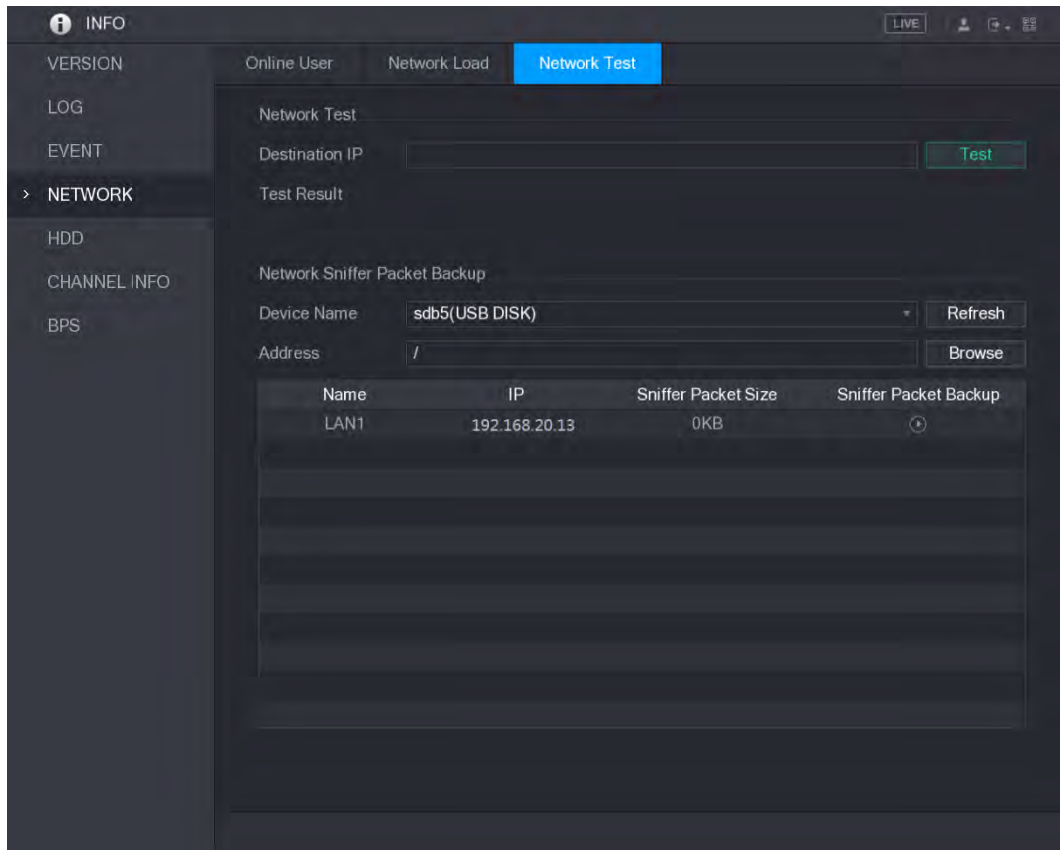 INFO
LIVE
VERSION
LOG
EVENT
> NETWORK
HDD
CHANNEL INFO
BPS
Online User Network Load Network Test
Network Test
Destination IP Test
Test Result
Network Sniffer Packet Backup
Device Name sdb5(USB DISK) Refresh
Address / Browse
Name IP Sniffer Packet Size Sniffer Packet Backup
LAN1 192.168.20.13 0KB